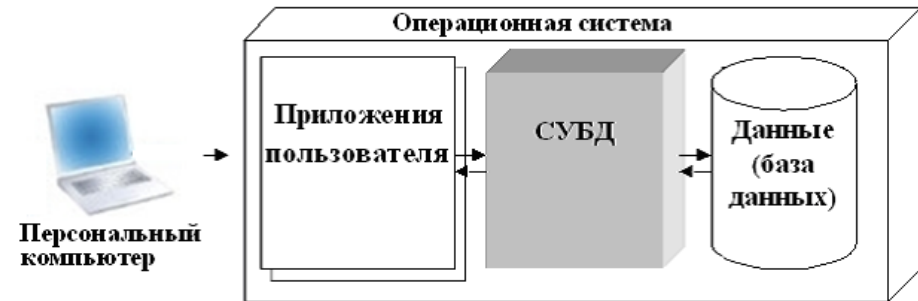 Операционная система
Приложения
пользователя
СУБД
Данные
(база
данных)
Персональный
компьютер